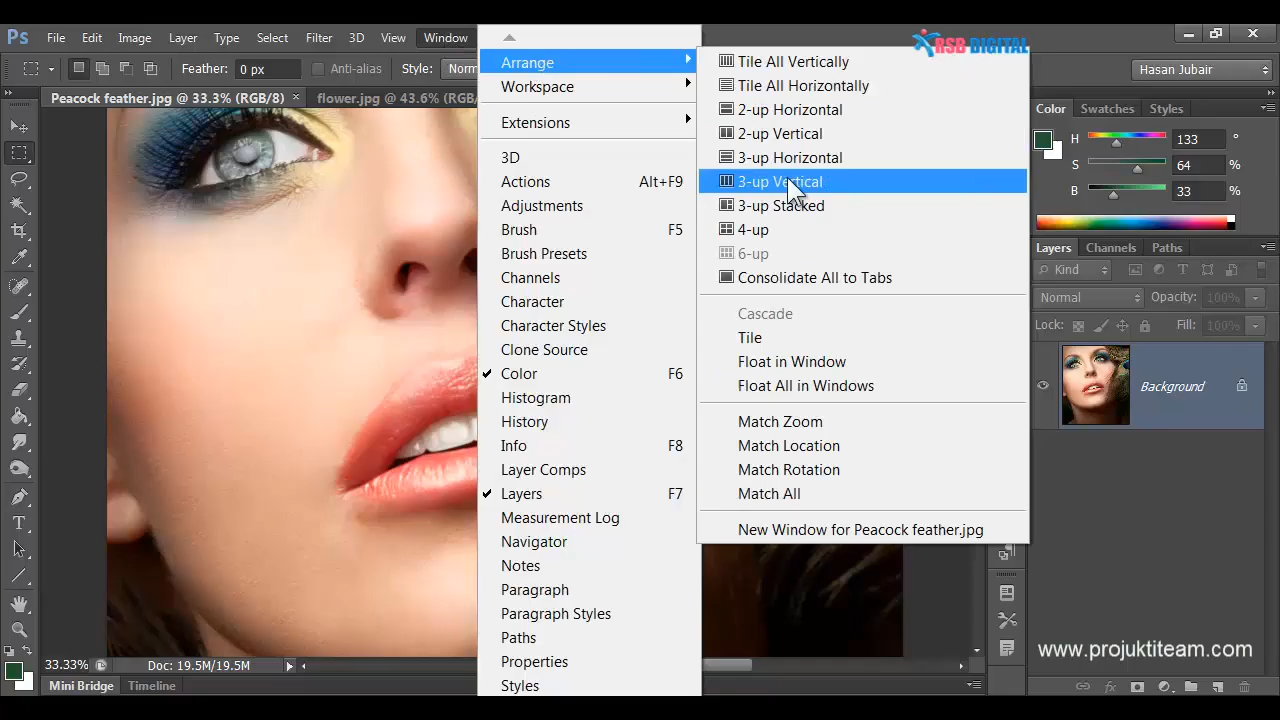 RSB DIGITAL
Ps File Edit Image Layer Type Select Filter 3D View Window
Feather: 0 px Anti-alias Style: Norm
Hasan Jubair
Peacock feather.jpg @ 33.3% (RGB/8) × flower.jpg @ 43.6% (RGB/8
Arrange
Workspace
Extensions
3D
Actions Alt+F9
Adjustments
Brush F5
Brush Presets
Channels
Character
Character Styles
Clone Source
Color F6
Histogram
History
Info F8
Layer Comps
Layers F7
Measurement Log
Navigator
Notes
Paragraph
Paragraph Styles
Paths
Properties
Styles
Tile All Vertically
Tile All Horizontally
2-up Horizontal
2-up Vertical
3-up Horizontal
3-up Vertical
3-up Stacked
4-up
6-up
Consolidate All to Tabs
Cascade
Tile
Float in Window
Float All in Windows
Match Zoom
Match Location
Match Rotation
Match All
New Window for Peacock feather.jpg
Color Swatches Styles
H 133 °
S 64 %
B 33 %
Layers Channels Paths
Kind
Normal Opacity: 100%
Lock: Fill: 100%
Background
33.33% Doc: 19.5M/19.5M
Mini Bridge Timeline
www.projuktiteam.com